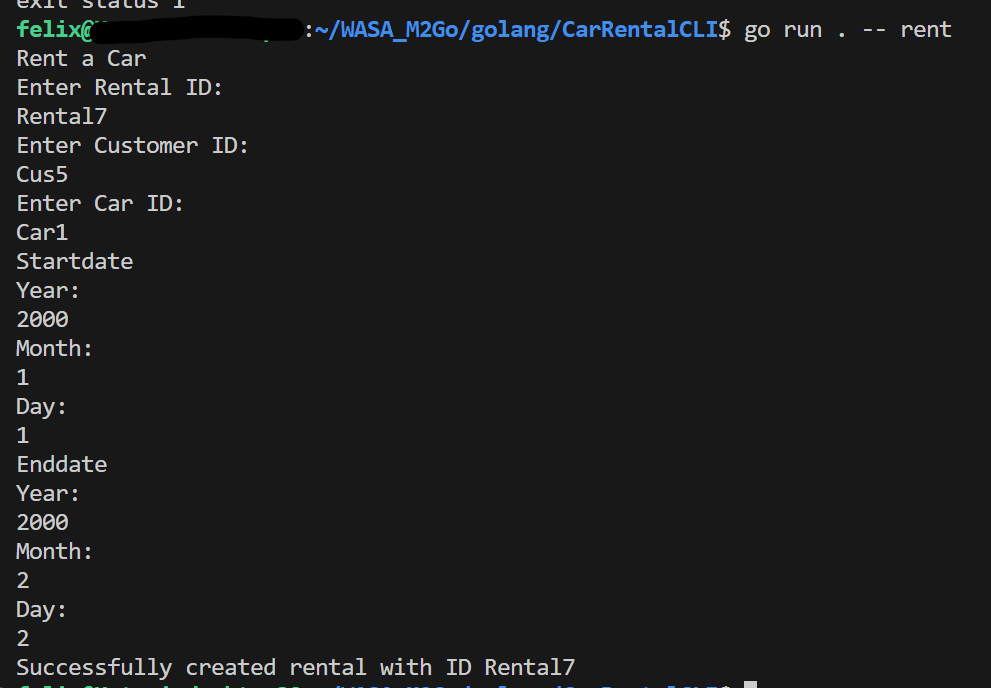 exit status 1
felix@:~/WASA_M2Go/golang/CarRentalCLI$ go run . -- rent
Rent a Car
Enter Rental ID:
Rental7
Enter Customer ID:
Cus5
Enter Car ID:
Car1
Startdate
Year:
2000
Month:
1
Day:
1
Enddate
Year:
2000
Month:
2
Day:
2
Successfully created rental with ID Rental7